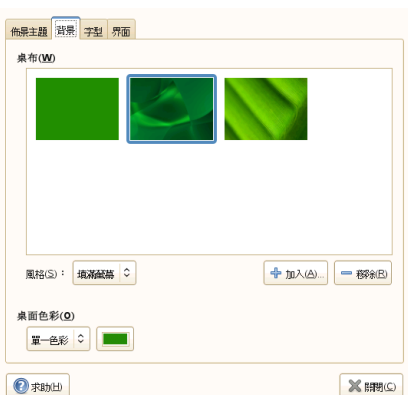 佈景主題 背景 字型 界面
桌布(W)
風格(S)： 填滿螢幕 加入(A)... 移除(R)
桌面色彩(O)
單一色彩
求助(H) 關閉(C)